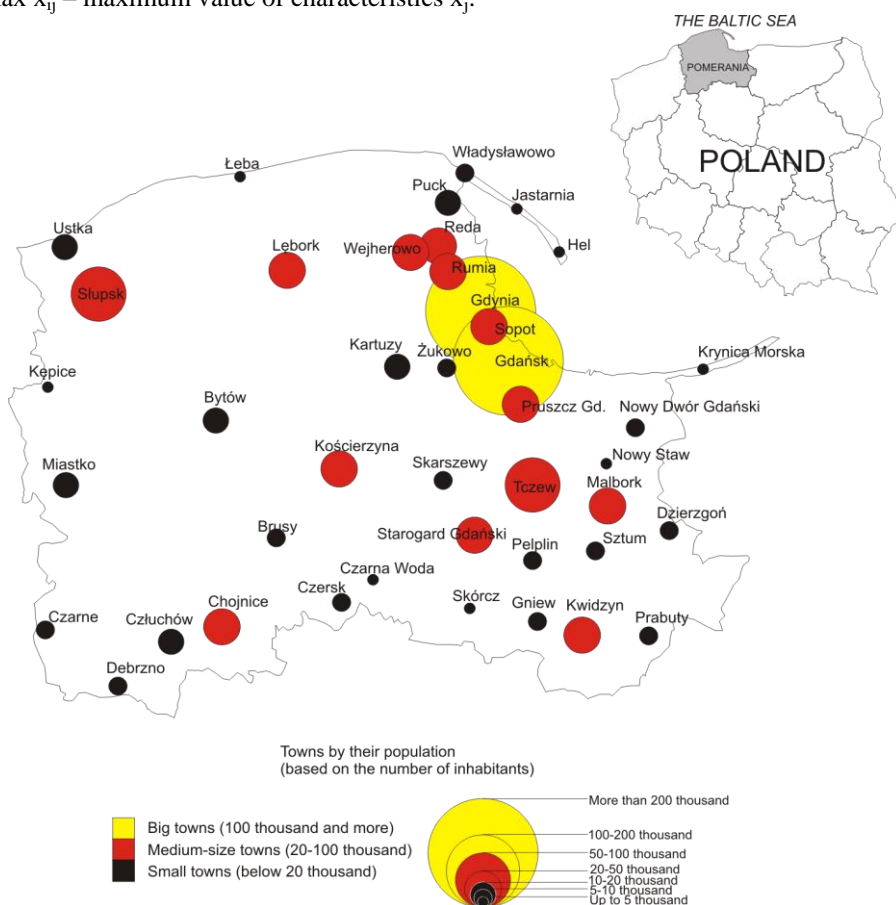 max xij – maximum value of characteristics xj.
THE BALTIC SEA
POMERANIA
POLAND
Władysławowo
Łeba
Puck
Jastarnia
Ustka
Reda
Lębork
Wejherowo
Hel
Rumia
Słupsk
Gdynia
Sopot
Kartuzy
Żukowo
Gdańsk
Krynica Morska
Kępice
Bytów
Pruszcz Gd.
Nowy Dwór Gdański
Kościerzyna
Miastko
Skarszewy
Nowy Staw
Malbork
Tczew
Dzierzgoń
Brusy
Starogard Gdański
Sztum
Pelplin
Czarna Woda
Czersk
Chojnice
Skórcz
Gniew
Kwidzyn
Prabuty
Czarne
Człuchów
Debrzno
Towns by their population
(based on the number of inhabitants)
More than 200 thousand
Big towns (100 thousand and more)
100-200 thousand
Medium-size towns (20-100 thousand)
50-100 thousand
Small towns (below 20 thousand)
20-50 thousand
10-20 thousand
5-10 thousand
Up to 5 thousand